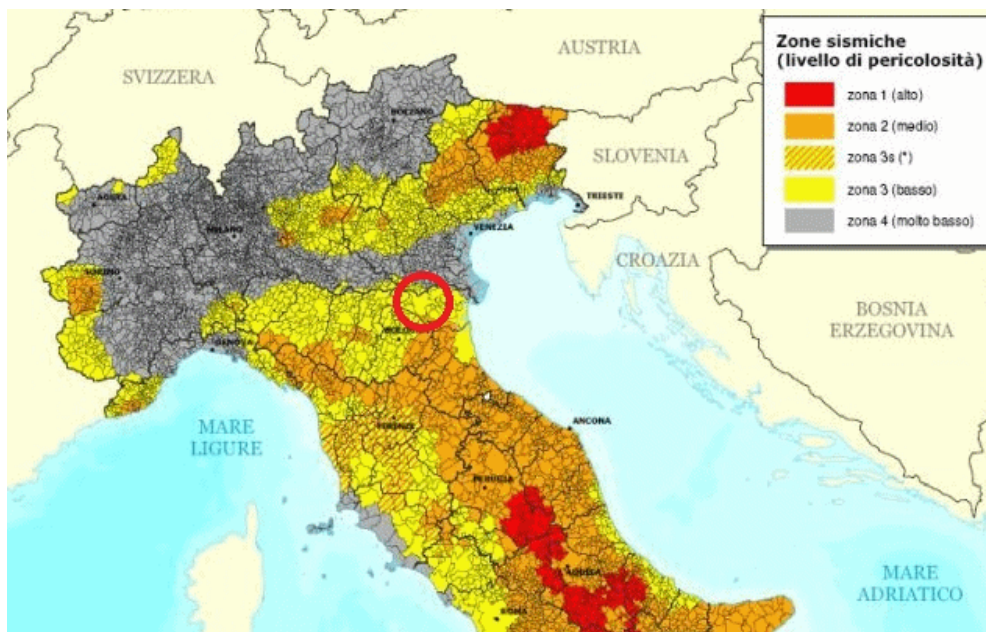 AUSTRIA
SVIZZERA
SLOVENIA
CROAZIA
BOSNIA
ERZEGOVINA
MARE
LIGURE
MARE
ADRIATICO
BOLZANO
AOSTA
MILANO
TORINO
VENEZIA
TRIESTE
GENOVA
FIRENZE
ANCONA
PERUGIA
ROMA
Zone sismiche
(livello di pericolosità)
zona 1 (alto)
zona 2 (medio)
zona 3s (*)
zona 3 (basso)
zona 4 (molto basso)